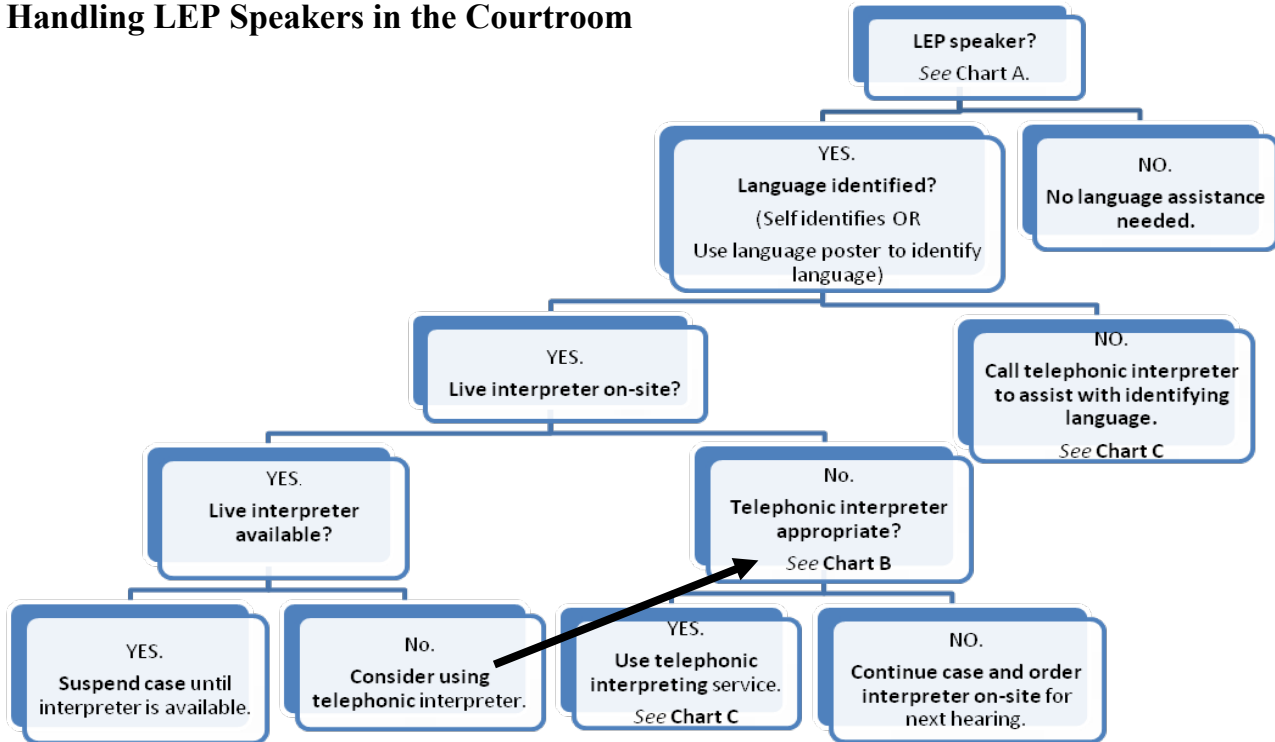 Handling LEP Speakers in the Courtroom
LEP speaker?
See Chart A.
YES.
Language identified?
(Self identifies OR
Use language poster to identify
language)
NO.
No language assistance
needed.
YES.
Live interpreter on-site?
NO.
Call telephonic interpreter
to assist with identifying
language.
See Chart C
YES.
Live interpreter
available?
No.
Telephonic interpreter
appropriate?
See Chart B
YES.
Suspend case until
interpreter is available.
No.
Consider using
telephonic interpreter.
YES.
Use telephonic
interpreting service.
See Chart C
NO.
Continue case and order
interpreter on-site for
next hearing.